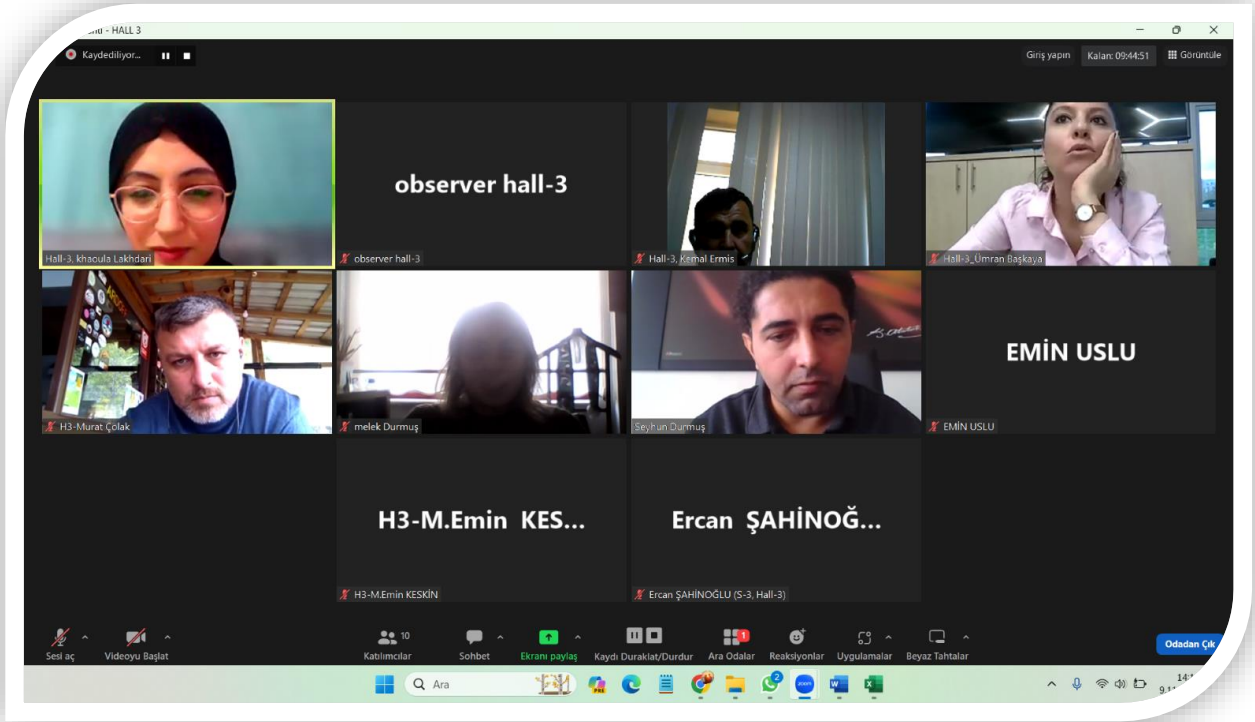 - HALL 3
Kaydediliyor...
Giriş yapın
Kalan: 09:44:51
Görüntüle
Hall-3, khaoula Lakhdari
observer hall-3
observer hall-3
Hall-3, Kemal Ermis
Hall-3_Ümran Başkaya
H3-Murat Çolak
melek Durmuş
Seyhun Durmuş
EMİN USLU
EMİN USLU
H3-M.Emin KES...
H3-M.Emin KESKİN
Ercan ŞAHİNOĞ...
Ercan ŞAHİNOĞLU (S-3, Hall-3)
Sesi aç
Videoyu Başlat
10
Katılımcılar
Sohbet
Ekranı paylaş
Kaydı Duraklat/Durdur
1
Ara Odalar
Reaksiyonlar
Uygulamalar
Beyaz Tahtalar
Odadan Çık
Ara
PRE
2
zoom